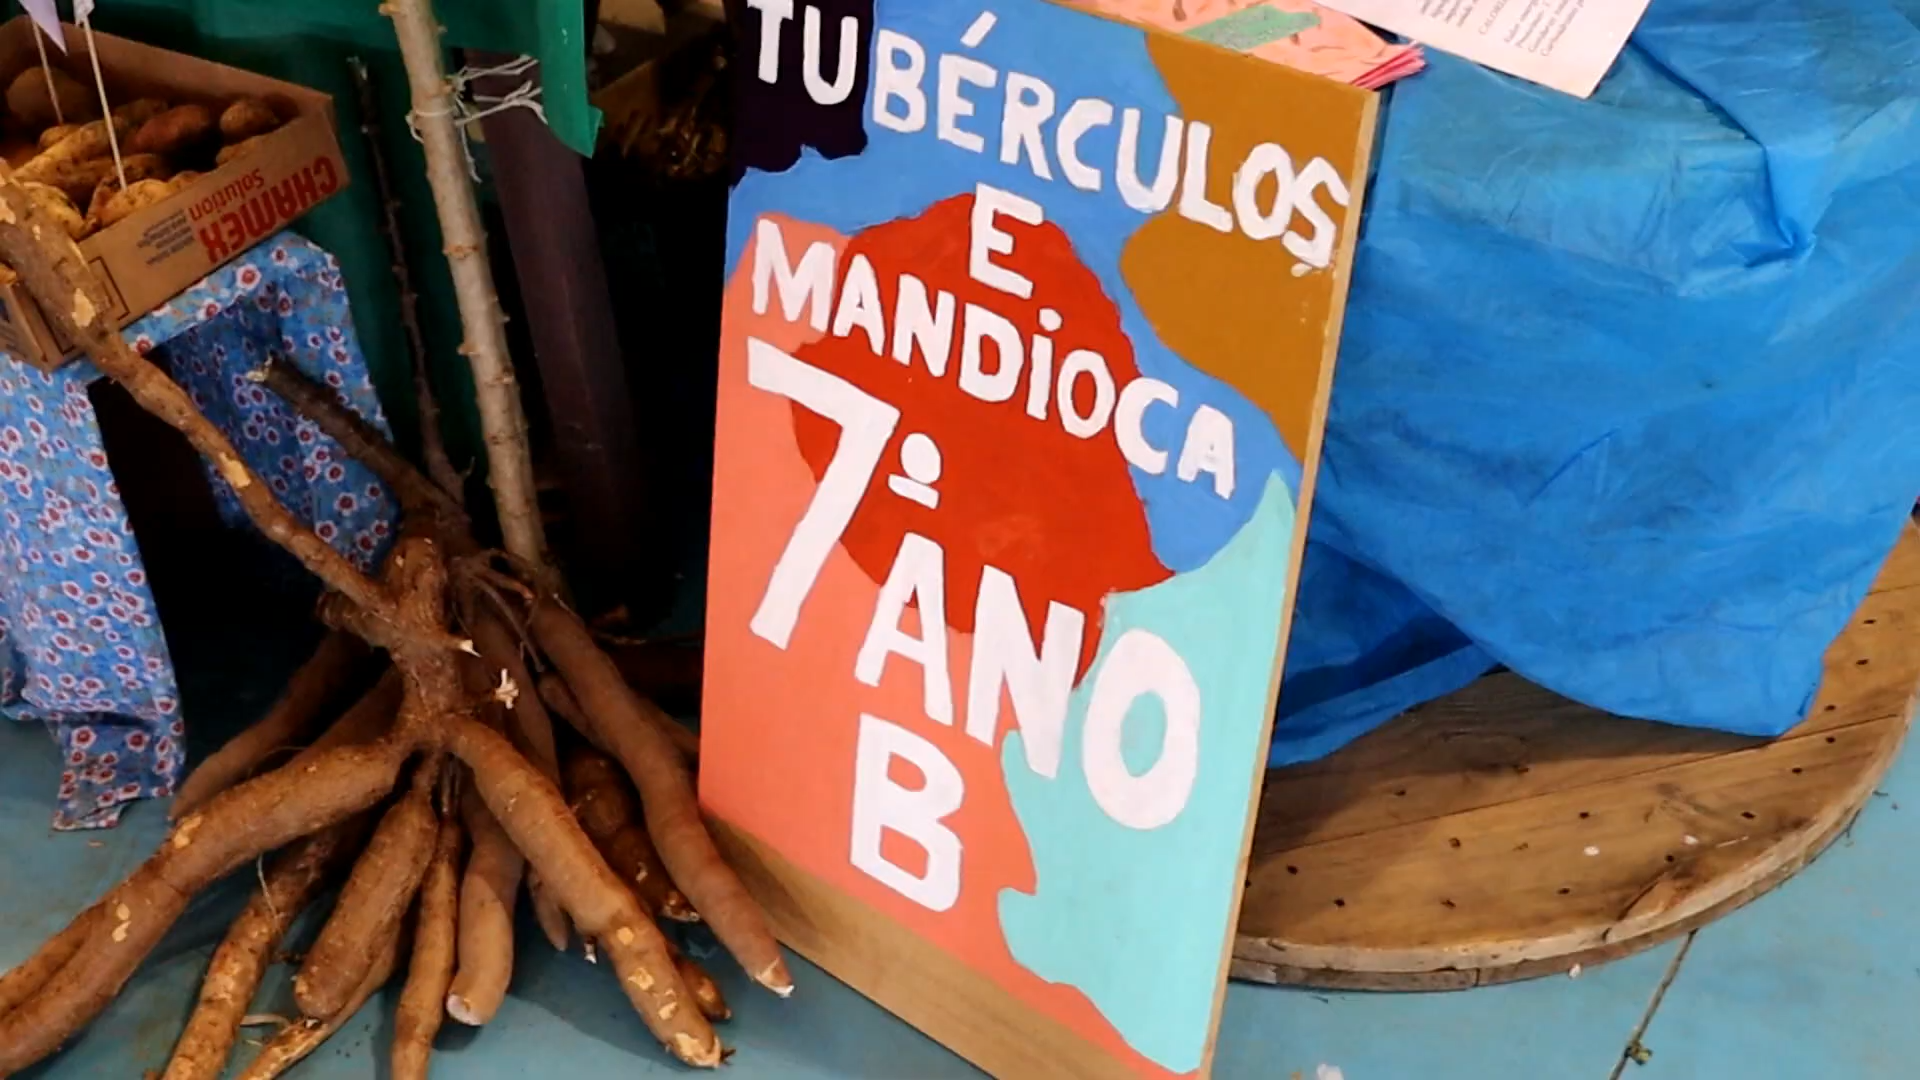 TUBÉRCULOS
E
MANDIOCA
7º
ANO
B
CHAMEX
Solution